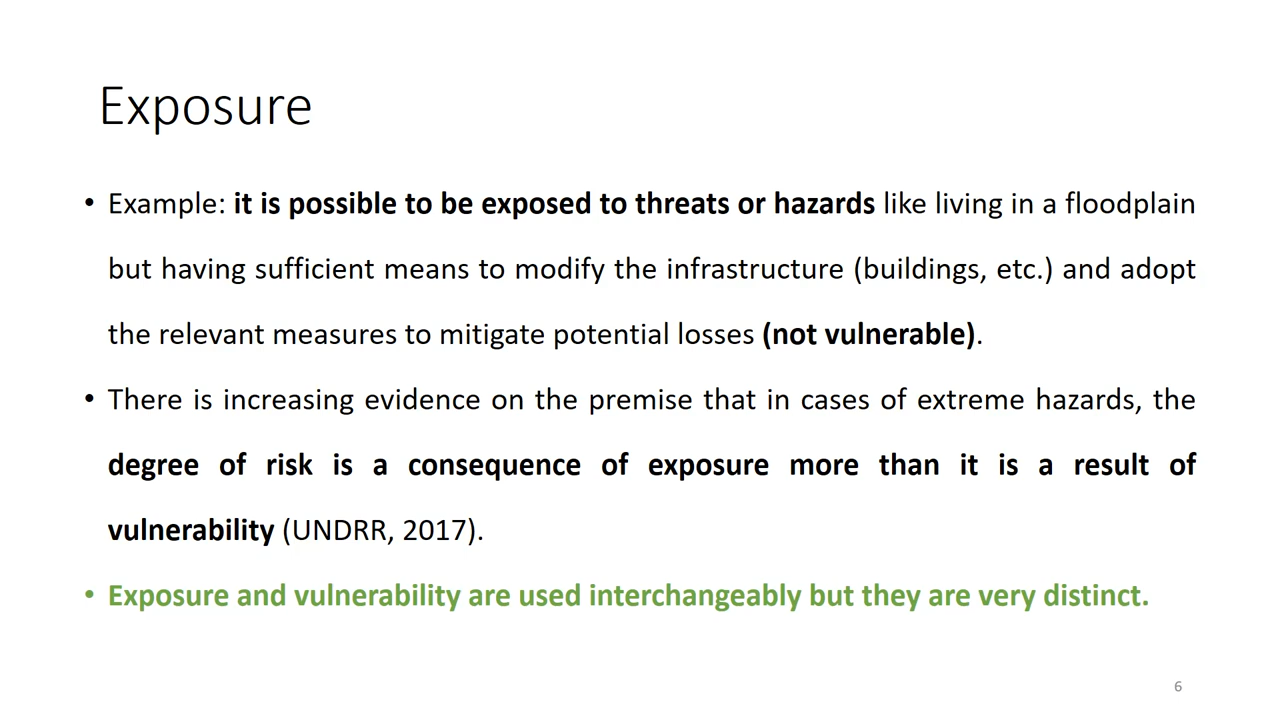 Exposure
• Example: it is possible to be exposed to threats or hazards like living in a floodplain
but having sufficient means to modify the infrastructure (buildings, etc.) and adopt
the relevant measures to mitigate potential losses (not vulnerable).
• There is increasing evidence on the premise that in cases of extreme hazards, the
degree of risk is a consequence of exposure more than it is a result of
vulnerability (UNDRR, 2017).
• Exposure and vulnerability are used interchangeably but they are very distinct.
6